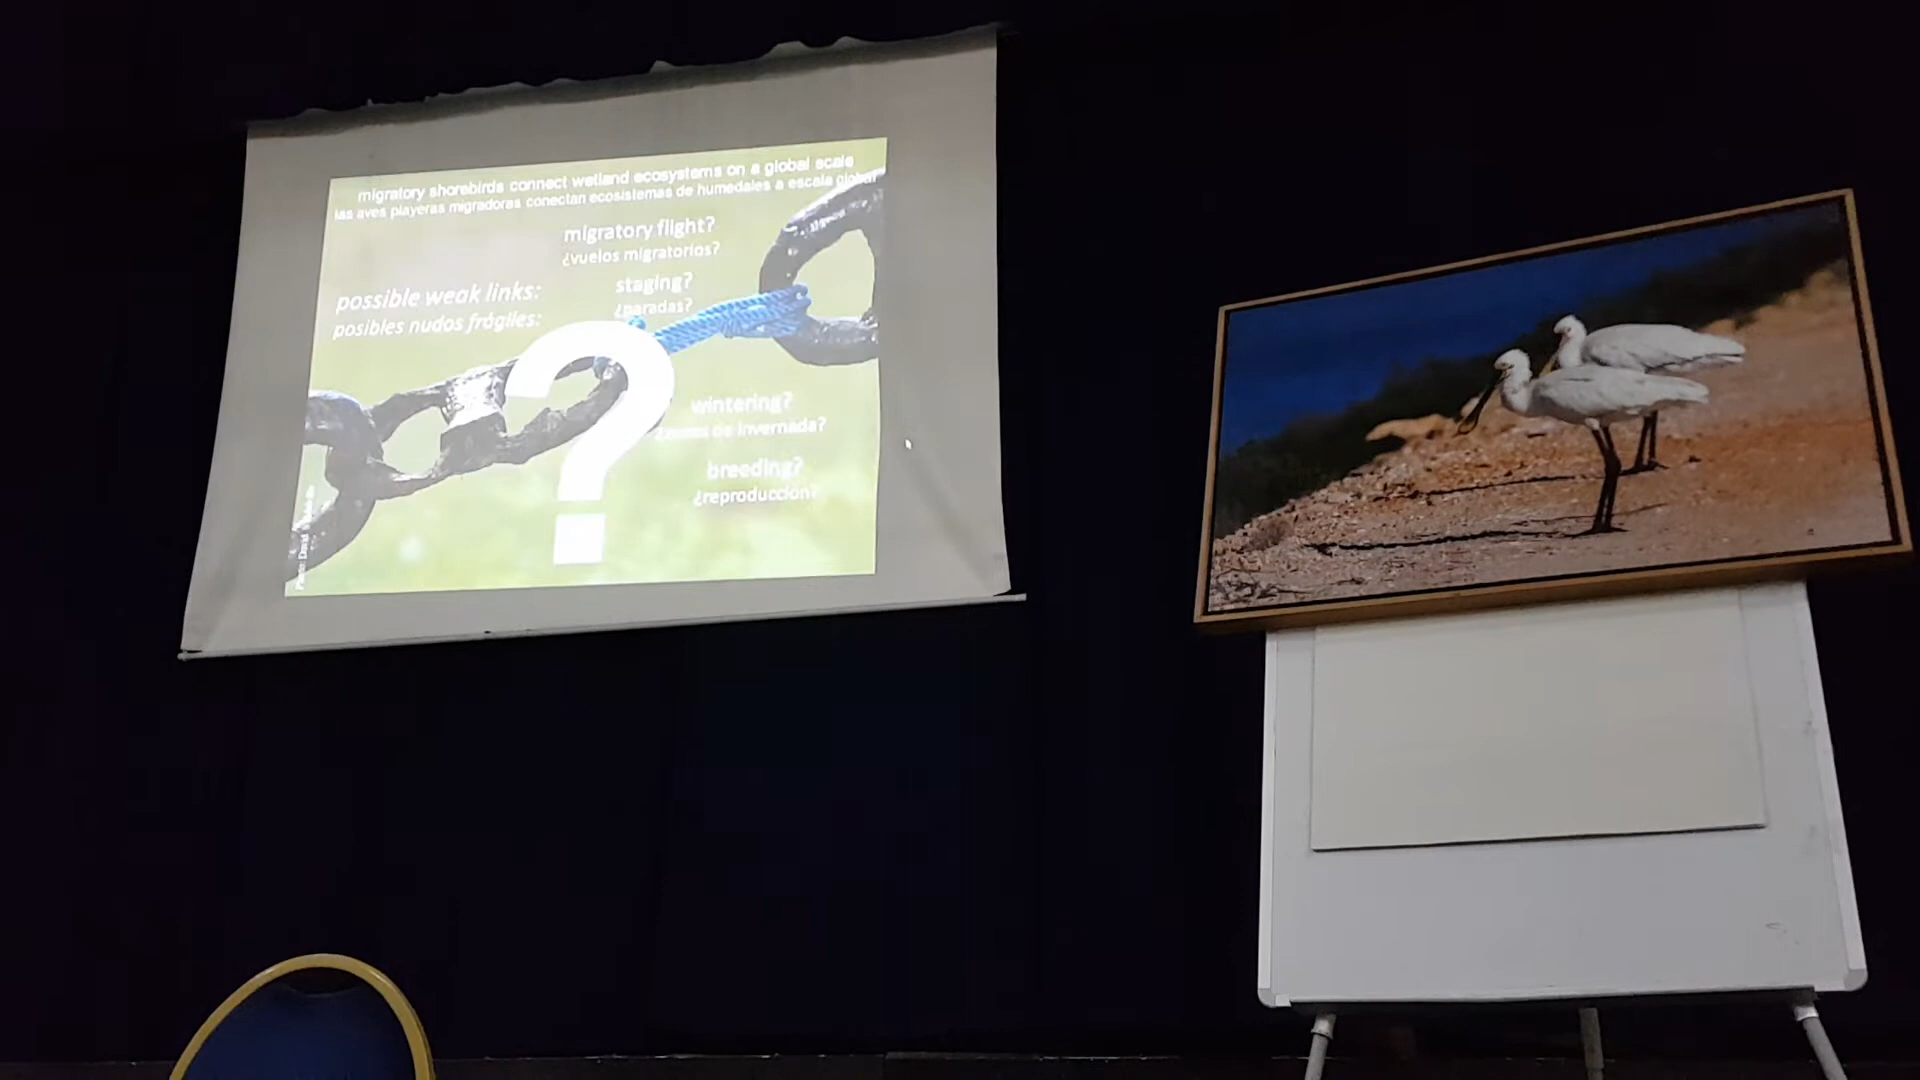 migratory shorebirds connect wetland ecosystems on a global scale
las aves playeras migradoras conectan ecosistemas de humedales a escala global
migratory flight?
¿vuelos migratorios?
possible weak links:
posibles nudos frágiles:
staging?
¿paradas?
?
wintering?
de invernada?
breeding?
¿reproducción?